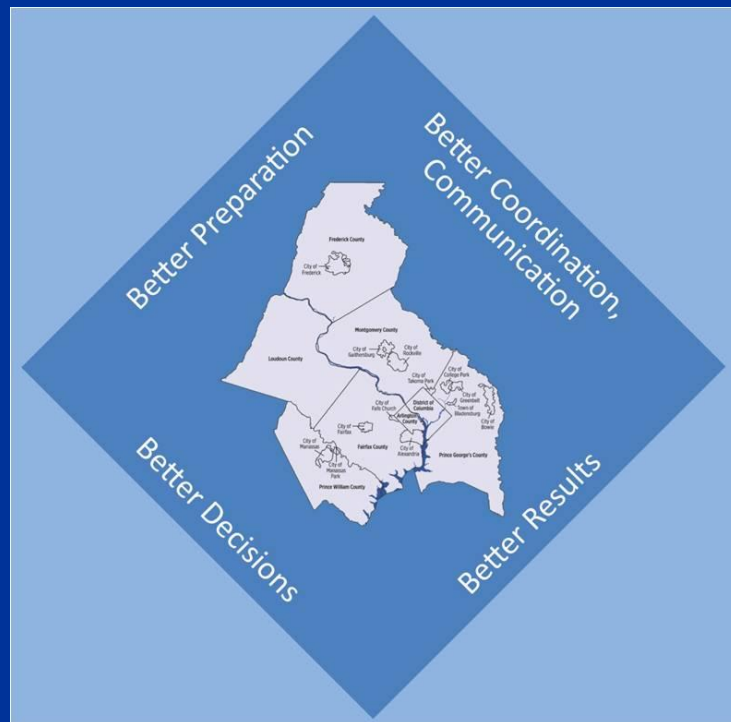 Better Preparation
Better Coordination,
Communication
Frederick County
City of
Frederick
Montgomery County
City of
Gaithersburg
City of
Rockville
Loudoun County
City of
Takoma Park
City of
College Park
City of
Greenbelt
Town of
Bladensburg
City of
Bowie
District of
Columbia
City of
Falls Church
Arlington
County
City of
Fairfax
Fairfax County
City of
Alexandria
Prince George's County
City of
Manassas
City of
Manassas
Park
Prince William County
Better Decisions
Better Results